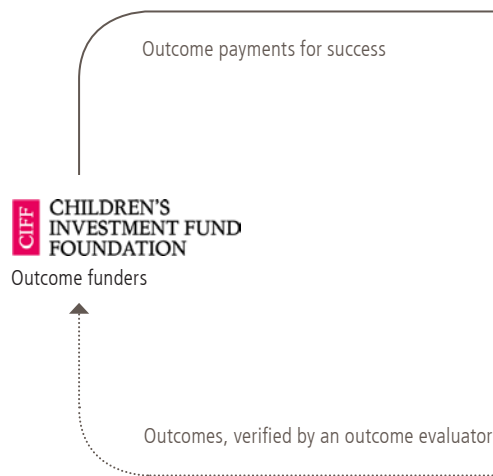 Outcome payments for success
CIFF
CHILDREN'S
INVESTMENT FUND
FOUNDATION
Outcome funders
Outcomes, verified by an outcome evaluator